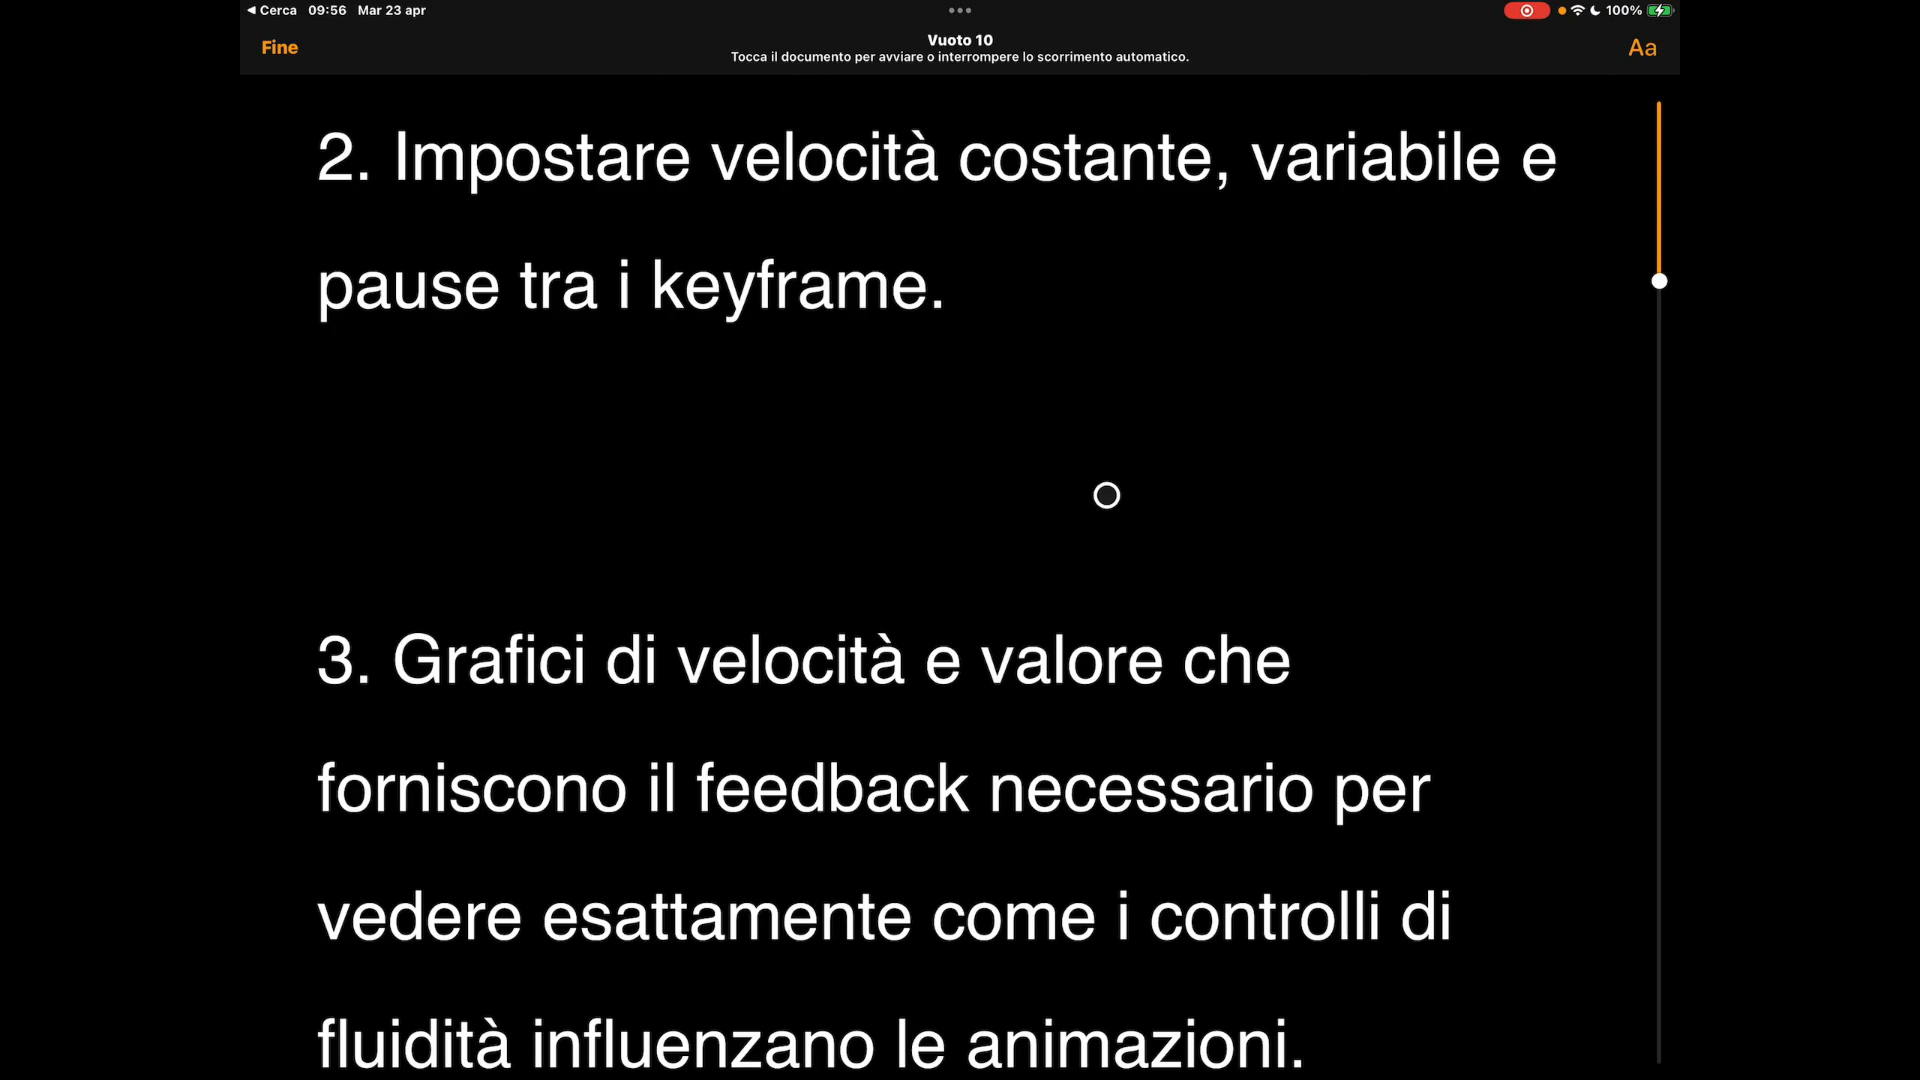 Cerca 09:56 Mar 23 apr
100%
Fine
Vuoto 10
Aa
Tocca il documento per avviare o interrompere lo scorrimento automatico.
2. Impostare velocità costante, variabile e
pause tra i keyframe.
3. Grafici di velocità e valore che
forniscono il feedback necessario per
vedere esattamente come i controlli di
fluidità influenzano le animazioni.